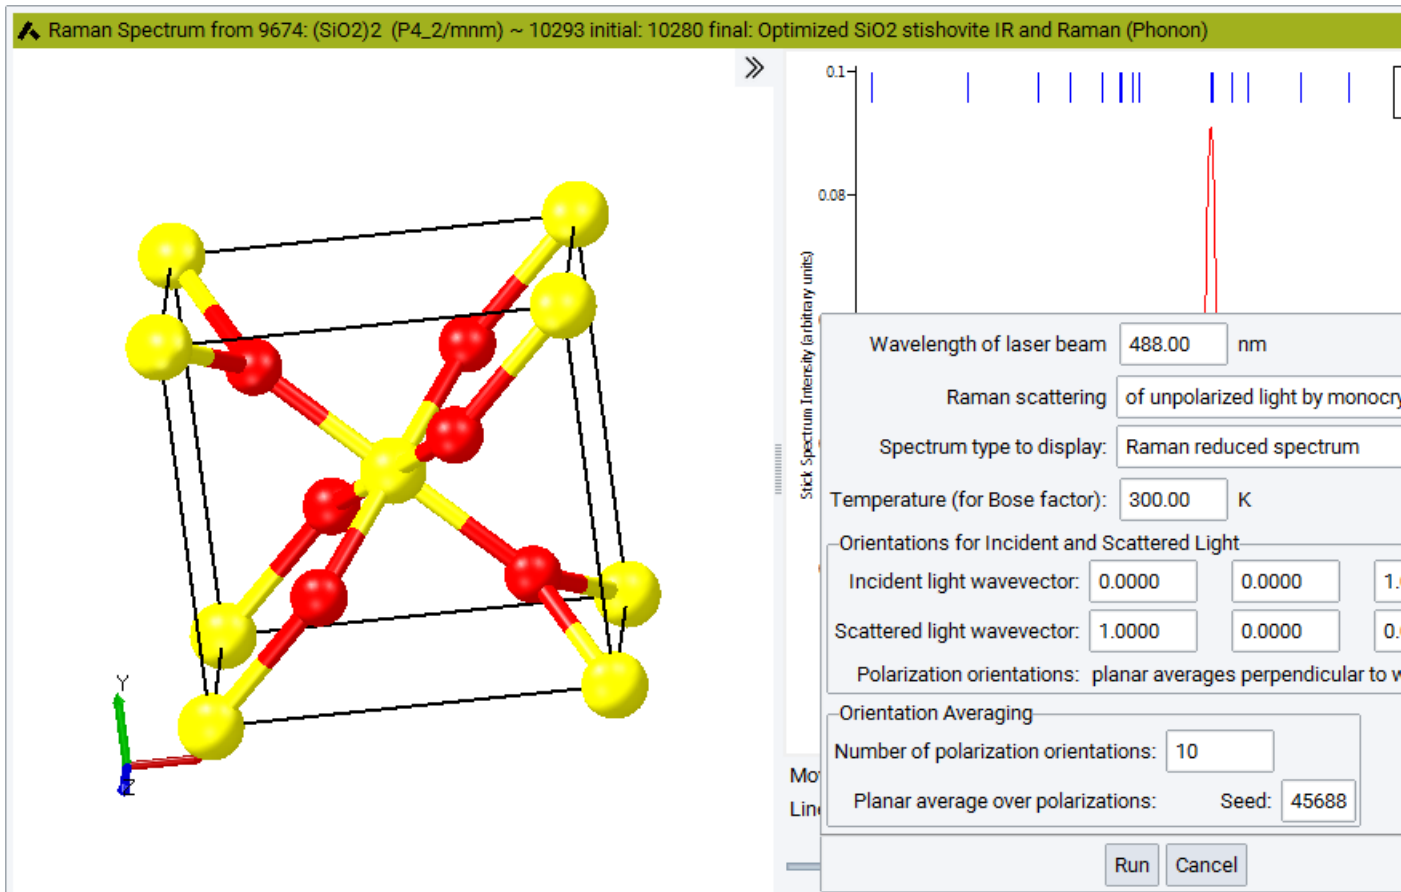 Raman Spectrum from 9674: (SiO2)2 (P4_2/mnm) ~ 10293 initial: 10280 final: Optimized SiO2 stishovite IR and Raman (Phonon)
0.1
0.08
Stick Spectrum Intensity (arbitrary units)
Wavelength of laser beam 488.00 nm
Raman scattering of unpolarized light by monocry
Spectrum type to display: Raman reduced spectrum
Temperature (for Bose factor): 300.00 K
Orientations for Incident and Scattered Light
Incident light wavevector: 0.0000 0.0000 1.
Scattered light wavevector: 1.0000 0.0000 0.
Polarization orientations: planar averages perpendicular to w
Orientation Averaging
Number of polarization orientations: 10
Planar average over polarizations: Seed: 45688
Run Cancel
Mo
Lin
Y
Z